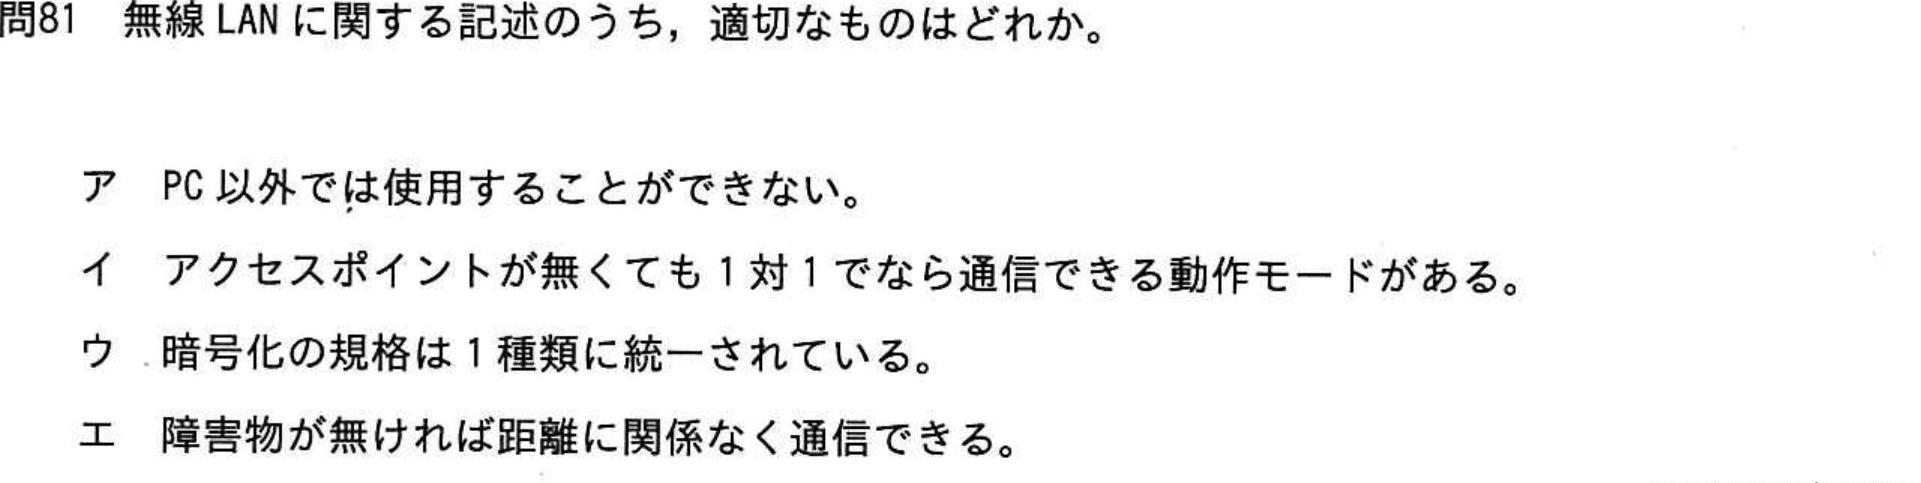 問81 無線 LAN に関する記述のうち，適切なものはどれか。
ア PC 以外では使用することができない。
イ アクセスポイントが無くても 1 対 1 でなら通信できる動作モードがある。
ウ 暗号化の規格は 1 種類に統一されている。
エ 障害物が無ければ距離に関係なく通信できる。